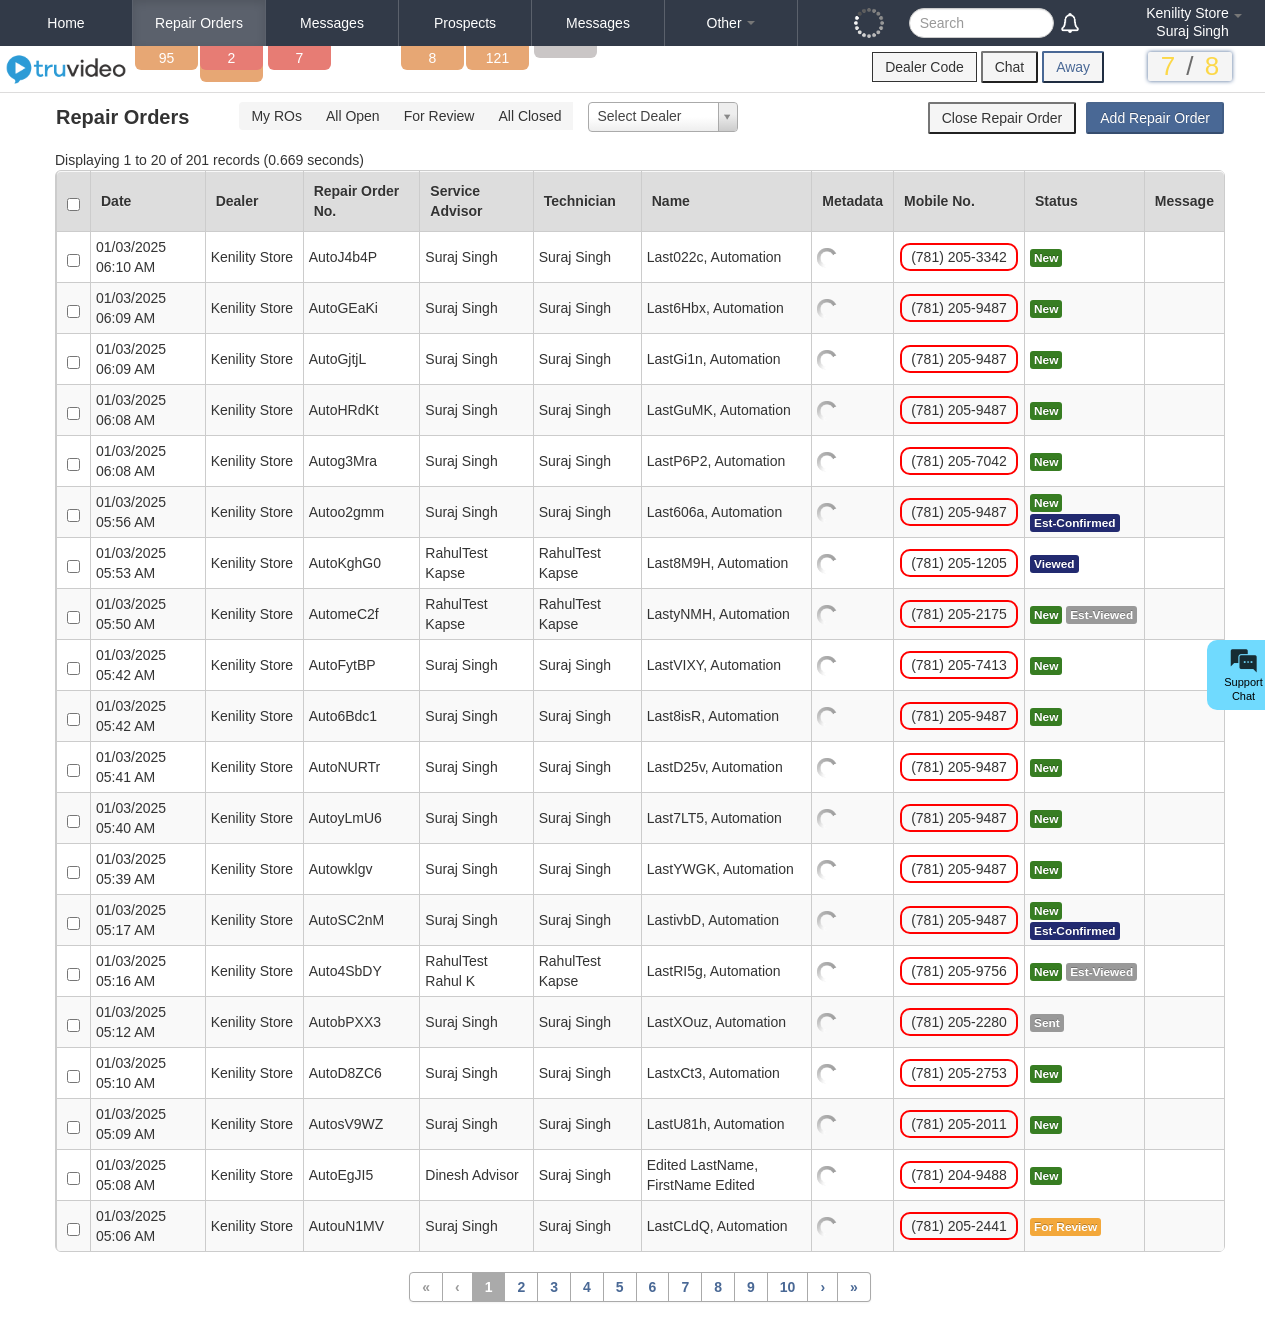 Home Repair Orders Messages Prospects Messages Other Search Kenility Store
Suraj Singh
95 2 7 8 121
truvideo Dealer Code Chat Away 7 / 8
Repair Orders My ROs All Open For Review All Closed Select Dealer Close Repair Order Add Repair Order
Displaying 1 to 20 of 201 records (0.669 seconds)
Date Dealer Repair Order No. Service Advisor Technician Name Metadata Mobile No. Status Message
01/03/2025 06:10 AM Kenility Store AutoJ4b4P Suraj Singh Suraj Singh Last022c, Automation (781) 205-3342 New
01/03/2025 06:09 AM Kenility Store AutoGEaKi Suraj Singh Suraj Singh Last6Hbx, Automation (781) 205-9487 New
01/03/2025 06:09 AM Kenility Store AutoGjtjL Suraj Singh Suraj Singh LastGi1n, Automation (781) 205-9487 New
01/03/2025 06:08 AM Kenility Store AutoHRdKt Suraj Singh Suraj Singh LastGuMK, Automation (781) 205-9487 New
01/03/2025 06:08 AM Kenility Store Autog3Mra Suraj Singh Suraj Singh LastP6P2, Automation (781) 205-7042 New
01/03/2025 05:56 AM Kenility Store Autoo2gmm Suraj Singh Suraj Singh Last606a, Automation (781) 205-9487 New Est-Confirmed
01/03/2025 05:53 AM Kenility Store AutoKghG0 RahulTest Kapse RahulTest Kapse Last8M9H, Automation (781) 205-1205 Viewed
01/03/2025 05:50 AM Kenility Store AutomeC2f RahulTest Kapse RahulTest Kapse LastyNMH, Automation (781) 205-2175 New Est-Viewed
01/03/2025 05:42 AM Kenility Store AutoFytBP Suraj Singh Suraj Singh LastVIXY, Automation (781) 205-7413 New
01/03/2025 05:42 AM Kenility Store Auto6Bdc1 Suraj Singh Suraj Singh Last8isR, Automation (781) 205-9487 New
Support Chat
01/03/2025 05:41 AM Kenility Store AutoNURTr Suraj Singh Suraj Singh LastD25v, Automation (781) 205-9487 New
01/03/2025 05:40 AM Kenility Store AutoyLmU6 Suraj Singh Suraj Singh Last7LT5, Automation (781) 205-9487 New
01/03/2025 05:39 AM Kenility Store Autowklgv Suraj Singh Suraj Singh LastYWGK, Automation (781) 205-9487 New
01/03/2025 05:17 AM Kenility Store AutoSC2nM Suraj Singh Suraj Singh LastivbD, Automation (781) 205-9487 New Est-Confirmed
01/03/2025 05:16 AM Kenility Store Auto4SbDY RahulTest Rahul K RahulTest Kapse LastRI5g, Automation (781) 205-9756 New Est-Viewed
01/03/2025 05:12 AM Kenility Store AutobPXX3 Suraj Singh Suraj Singh LastXOuz, Automation (781) 205-2280 Sent
01/03/2025 05:10 AM Kenility Store AutoD8ZC6 Suraj Singh Suraj Singh LastxCt3, Automation (781) 205-2753 New
01/03/2025 05:09 AM Kenility Store AutosV9WZ Suraj Singh Suraj Singh LastU81h, Automation (781) 205-2011 New
01/03/2025 05:08 AM Kenility Store AutoEgJI5 Dinesh Advisor Suraj Singh Edited LastName, FirstName Edited (781) 204-9488 New
01/03/2025 05:06 AM Kenility Store AutouN1MV Suraj Singh Suraj Singh LastCLdQ, Automation (781) 205-2441 For Review
« ‹ 1 2 3 4 5 6 7 8 9 10 › »